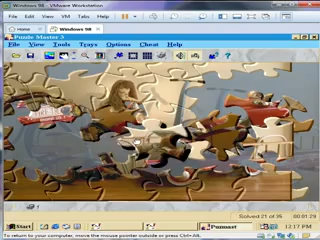 Windows 98 - VMware Workstation
File Edit View VM Tabs Help
Home Windows 98
Puzzle Master 3
File View Tools Trays Options Cheat Help
Solved 21 of 35 00:01:29
Start Puzmast 13:17 PM
To return to your computer, move the mouse pointer outside or press Ctrl+Alt.